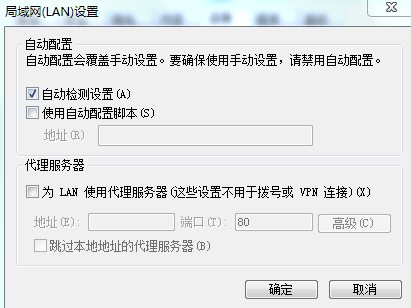 局域网(LAN)设置
自动配置
自动配置会覆盖手动设置。要确保使用手动设置，请禁用自动配置。
自动检测设置(A)
使用自动配置脚本(S)
地址(R)
代理服务器
为 LAN 使用代理服务器(这些设置不用于拨号或 VPN 连接)(X)
地址(E): 端口(T): 80 高级(C)
跳过本地地址的代理服务器(B)
确定 取消